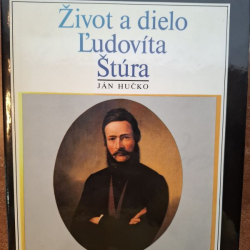 Život a dielo
Ľudovíta
Štúra
JÁN HUČKO